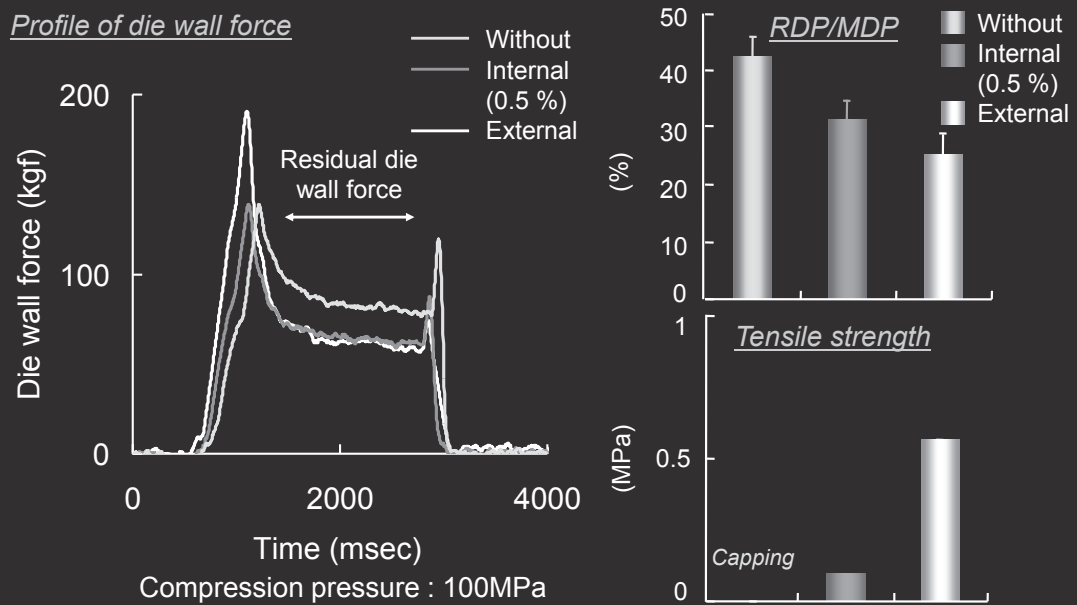 Profile of die wall force
Without
Internal
(0.5 %)
External
200
100
0
Die wall force (kgf)
Residual die
wall force
0
2000
4000
Time (msec)
Compression pressure : 100MPa
RDP/MDP
Without
Internal
(0.5 %)
External
50
40
30
20
10
0
(%)
Tensile strength
1
0.5
0
(MPa)
Capping